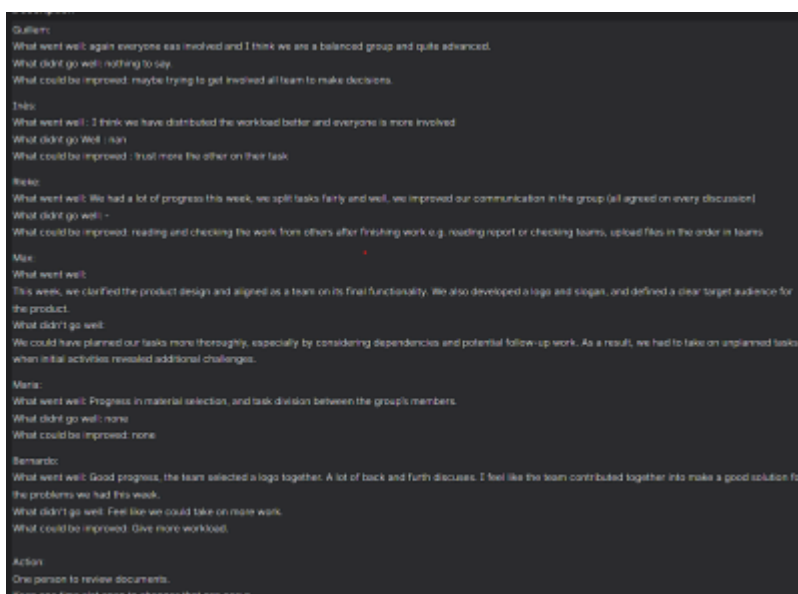 Guillem:
What went well: again everyone eas involved and I think we are a balanced group and quite advanced.
What didnt go well: nothing to say.
What could be improved: maybe trying to get involved all team to make decisions.
Inès:
What went well : I think we have distributed the workload better and everyone is more involved
What didnt go Well : nan
What could be improved : trust more the other on their task
Rieke:
What went well: We had a lot of progress this week, we split tasks fairly and well, we improved our communication in the group (all agreed on every discussion)
What didnt go well: -
What could be improved: reading and checking the work from others after finishing work e.g. reading report or checking teams, upload files in the order in teams
Max:
What went well:
This week, we clarified the product design and aligned as a team on its final functionality. We also developed a logo and slogan, and defined a clear target audience for
the product.
What didn't go well:
We could have planned our tasks more thoroughly, especially by considering dependencies and potential follow-up work. As a result, we had to take on unplanned tasks
when initial activities revealed additional challenges.
Maria:
What went well: Progress in material selection, and task division between the group's members.
What didnt go well: none
What could be improved: none
Bernardo:
What went well: Good progress, the team selected a logo together. A lot of back and furth discuses. I feel like the team contributed together into make a good solution
the problems we had this week.
What didn't go well: Feel like we could take on more work.
What could be improved: Give more workload.
Action
One person to review documents.